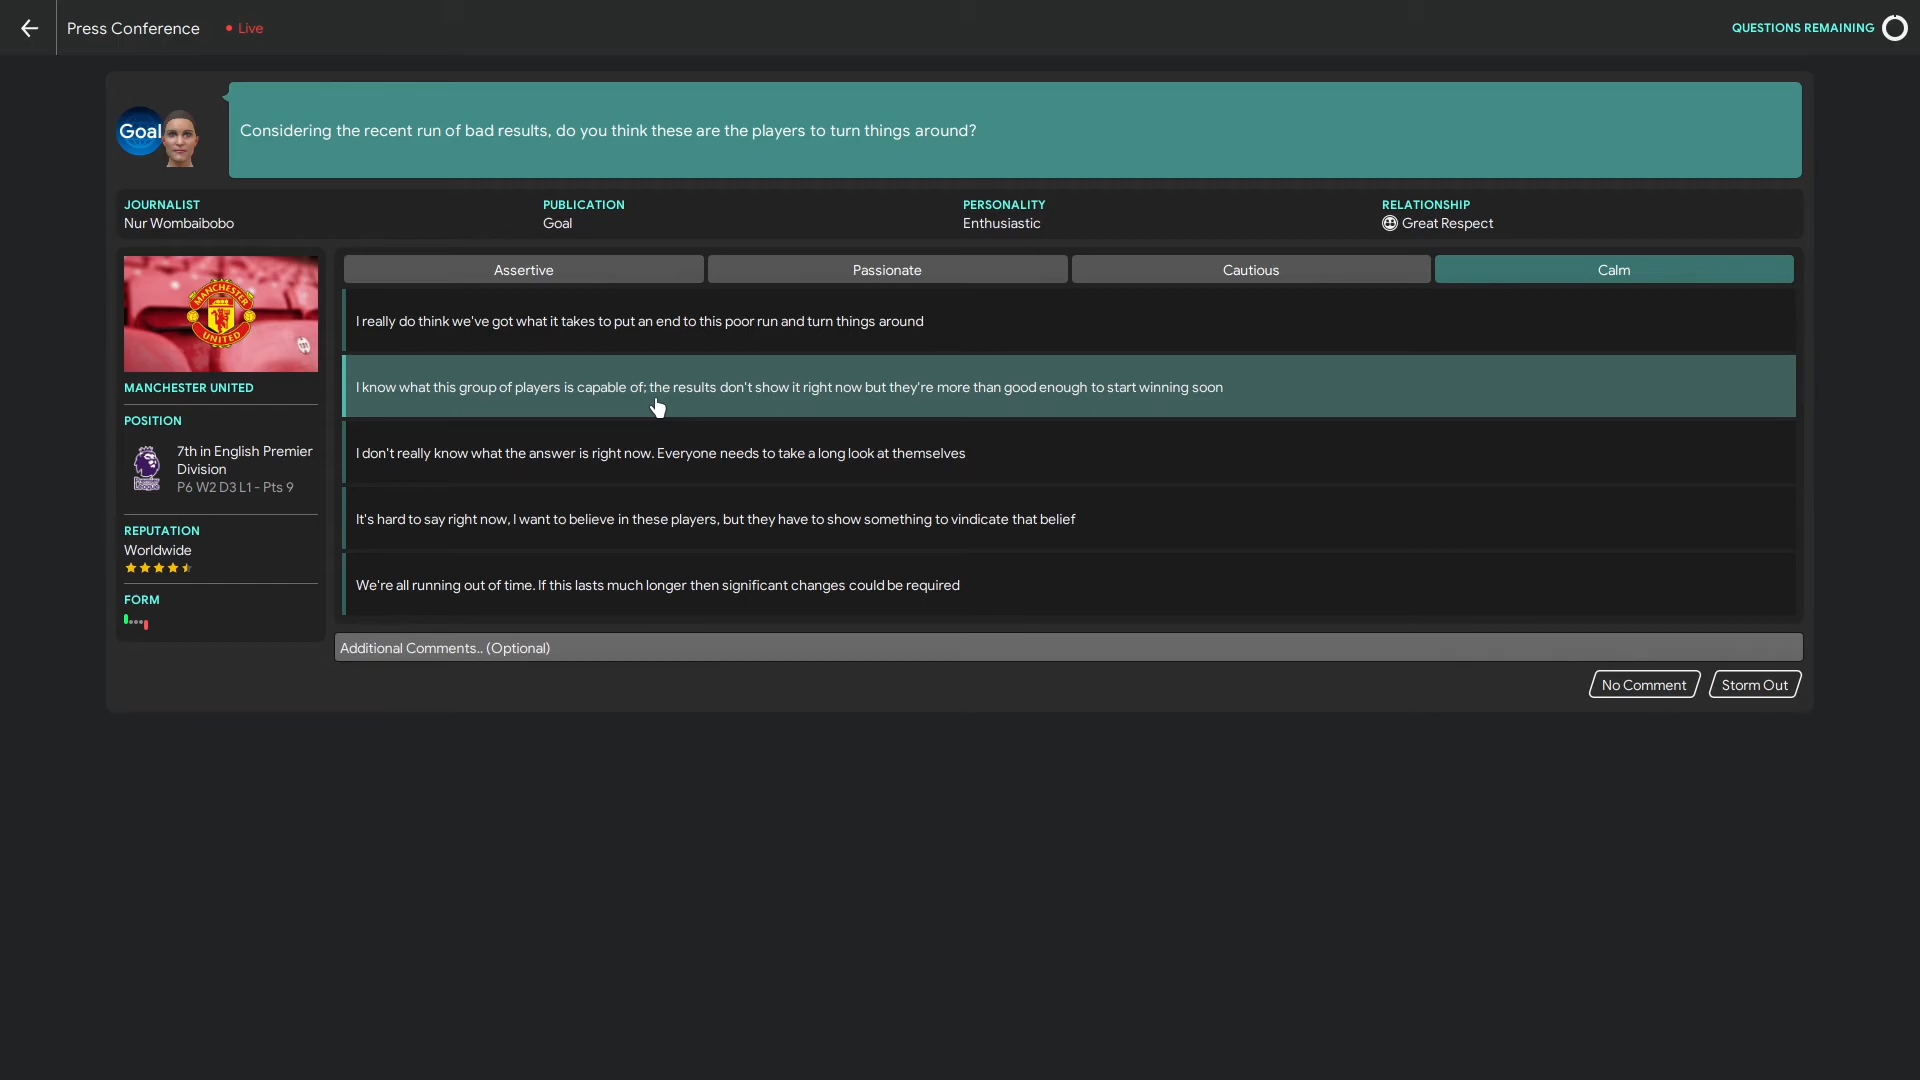 Press Conference
Live
QUESTIONS REMAINING
Goal
Considering the recent run of bad results, do you think these are the players to turn things around?
JOURNALIST
Nur Wombaibobo
PUBLICATION
Goal
PERSONALITY
Enthusiastic
RELATIONSHIP
Great Respect
MANCHESTER
UNITED
MANCHESTER UNITED
POSITION
Premier
League
7th in English Premier
Division
P6 W2 D3 L1 - Pts 9
REPUTATION
Worldwide
FORM
Assertive
Passionate
Cautious
Calm
I really do think we've got what it takes to put an end to this poor run and turn things around
I know what this group of players is capable of; the results don't show it right now but they're more than good enough to start winning soon
I don't really know what the answer is right now. Everyone needs to take a long look at themselves
It's hard to say right now, I want to believe in these players, but they have to show something to vindicate that belief
We're all running out of time. If this lasts much longer then significant changes could be required
Additional Comments.. (Optional)
No Comment
Storm Out